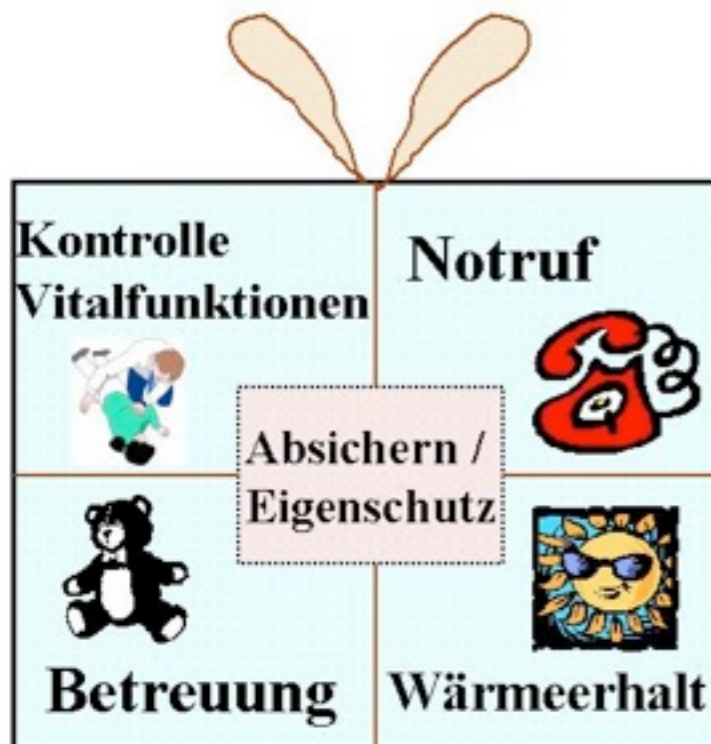 Kontrolle
Vitalfunktionen
Notruf
Absichern /
Eigenschutz
Betreuung
Wärmeerhalt